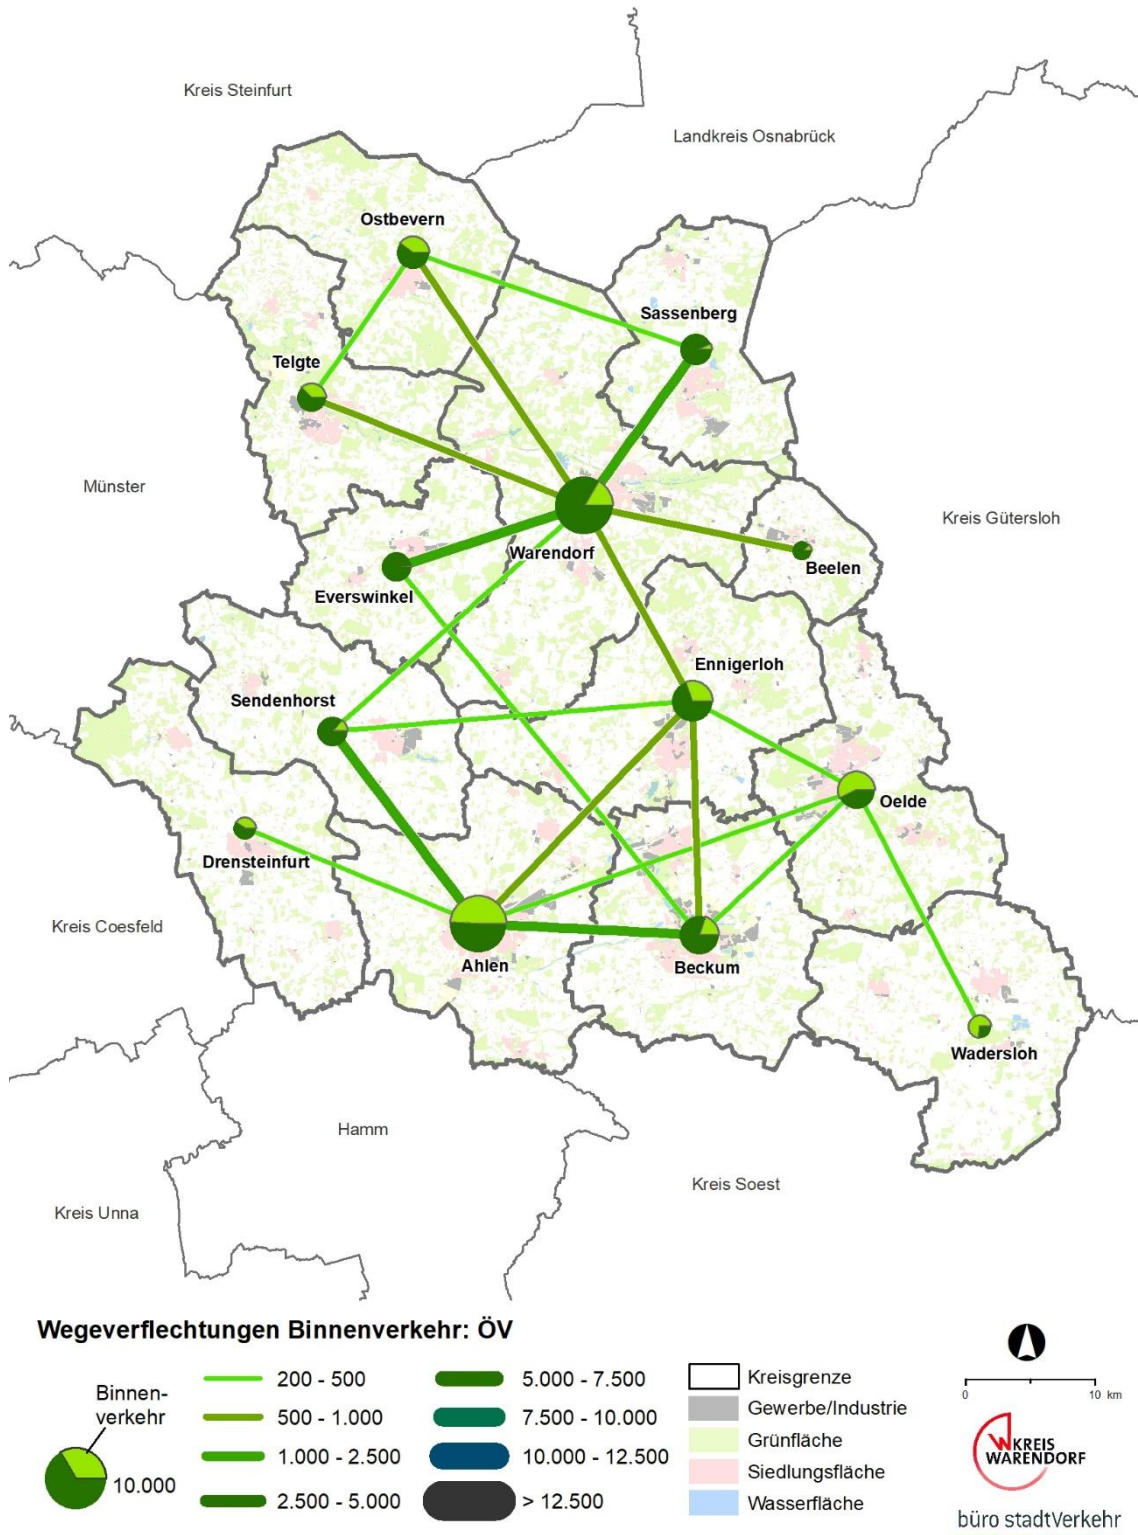 Kreis Steinfurt
Landkreis Osnabrück
Ostbevern
Sassenberg
Telgte
Münster
Kreis Gütersloh
Warendorf
Beelen
Everswinkel
Ennigerloh
Sendenhorst
Oelde
Drensteinfurt
Kreis Coesfeld
Ahlen
Beckum
Wadersloh
Hamm
Kreis Soest
Kreis Unna
Wegeverflechtungen Binnenverkehr: ÖV
Binnen-
verkehr
10.000
200 - 500
500 - 1.000
1.000 - 2.500
2.500 - 5.000
5.000 - 7.500
7.500 - 10.000
10.000 - 12.500
> 12.500
Kreisgrenze
Gewerbe/Industrie
Grünfläche
Siedlungsfläche
Wasserfläche
0 10 km
KREIS
WARENDORF
büro stadtVerkehr